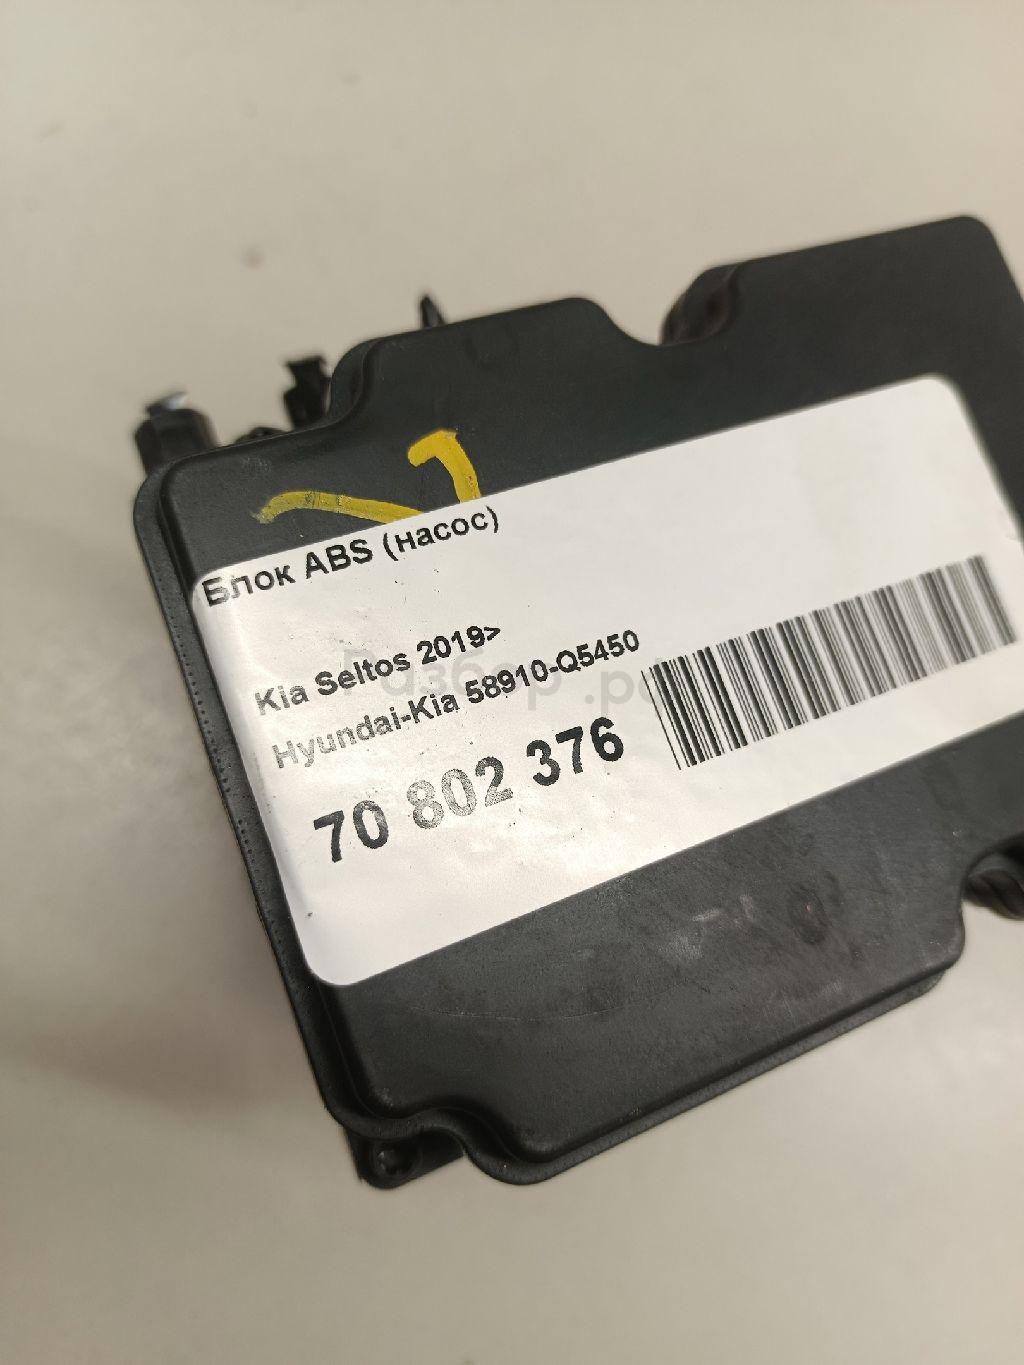 Блок ABS (насос)
Kia Seltos 2019>
Hyundai-Kia 58910-Q5450
70 802 376